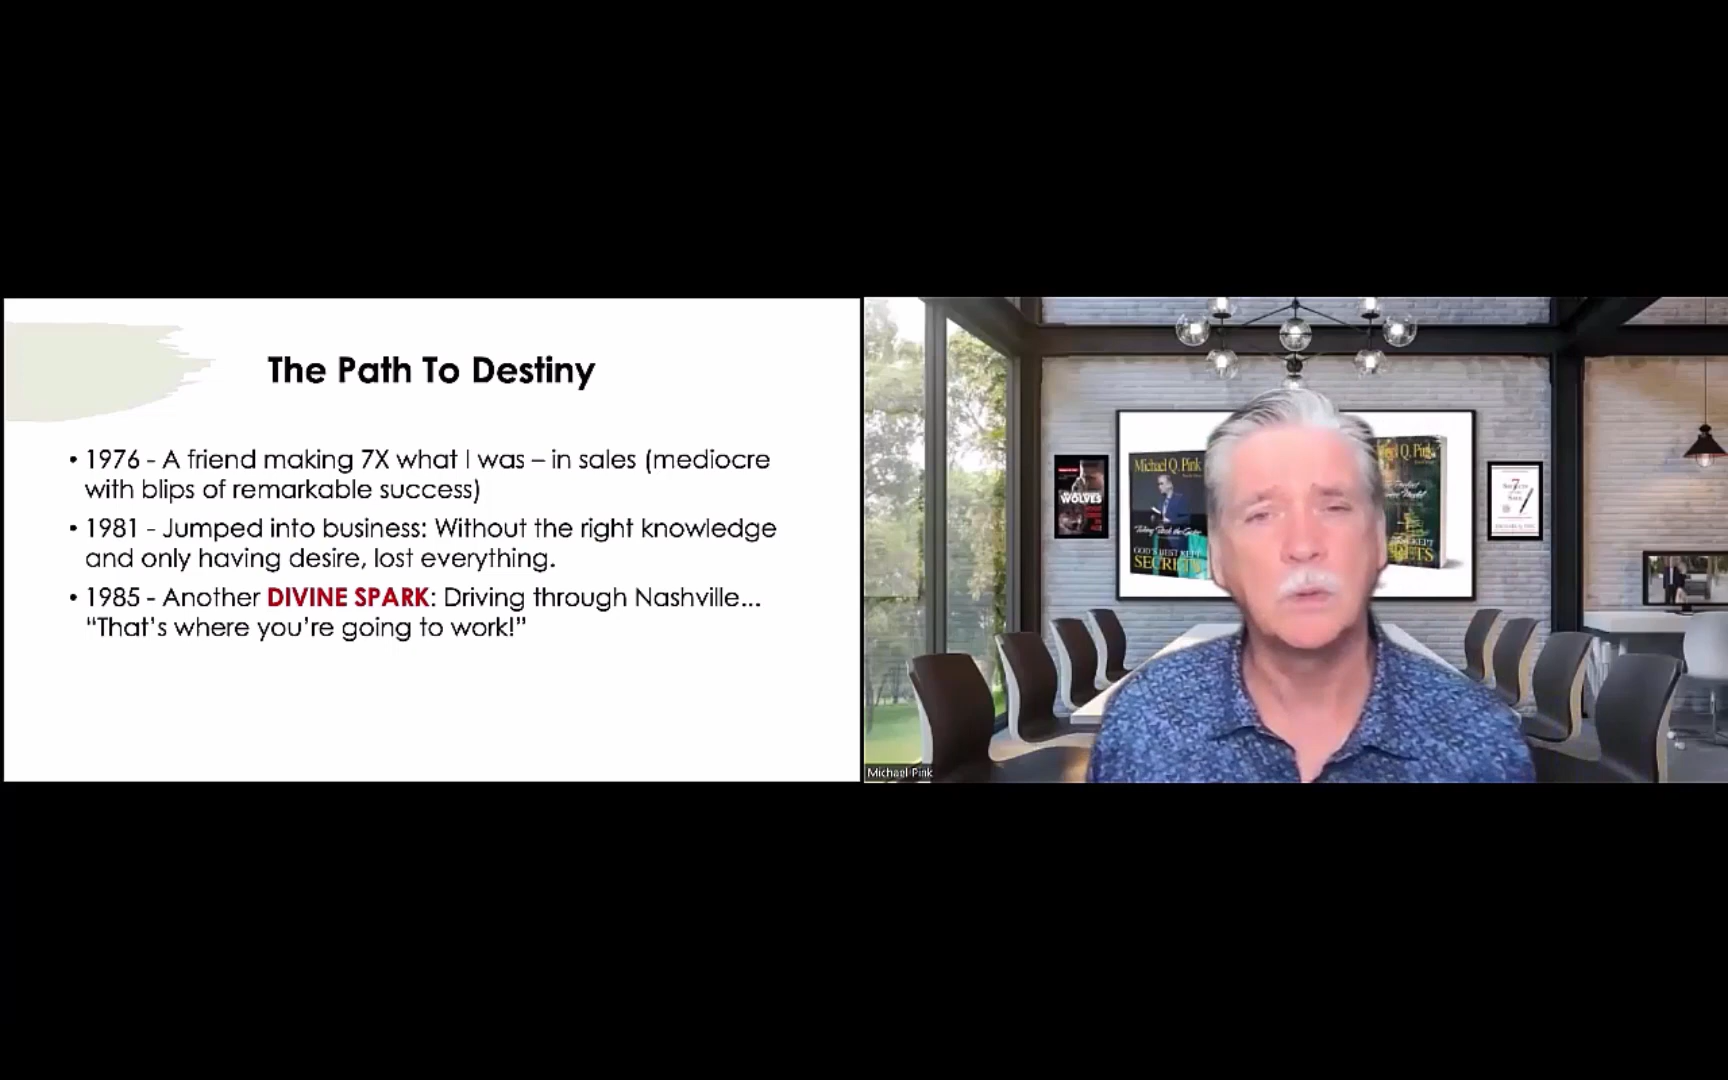 The Path To Destiny
• 1976 - A friend making 7X what I was – in sales (mediocre
with blips of remarkable success)
• 1981 - Jumped into business: Without the right knowledge
and only having desire, lost everything.
• 1985 - Another DIVINE SPARK: Driving through Nashville...
“That’s where you’re going to work!”
WOLVES
Michael Q. Pink
GOD'S BEST KEPT
SECRETS
Q. Pink
7
Michael Pink